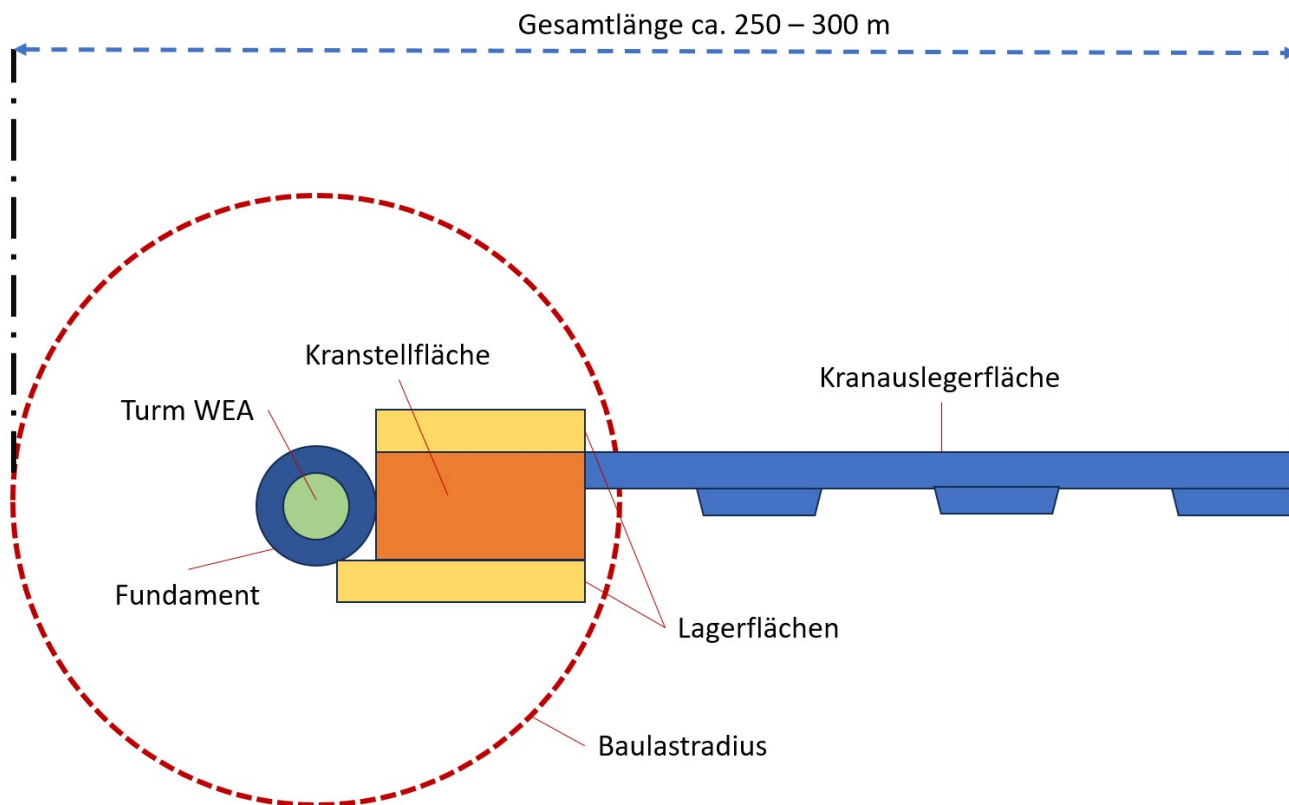 Gesamtlänge ca. 250 – 300 m
Kranstellfläche
Kranauslegerfläche
Turm WEA
Fundament
Lagerflächen
Baulastradius